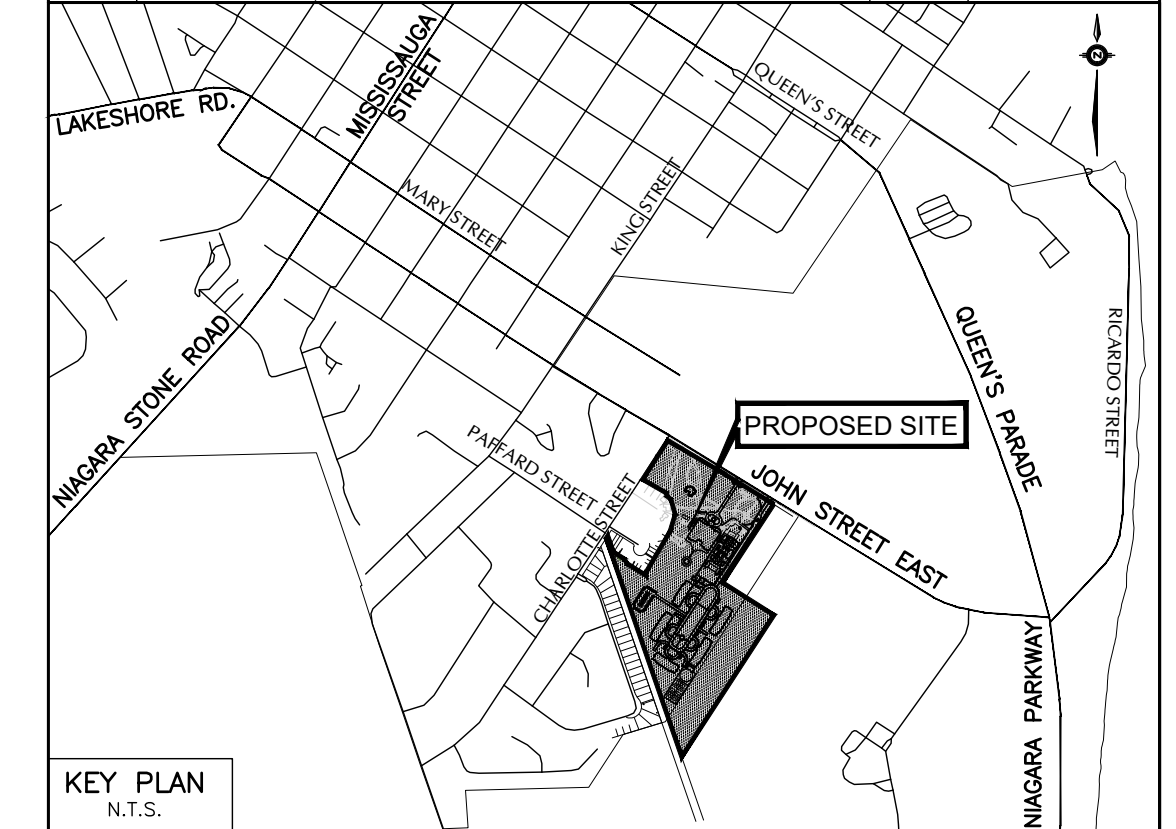 MISSISSAUGA
STREET
LAKESHORE RD.
QUEEN'S STREET
MARY STREET
KING STREET
NIAGARA STONE ROAD
QUEEN'S PARADE
RICARDO STREET
PROPOSED SITE
PAFFARD STREET
CHARLOTTE STREET
JOHN STREET EAST
NIAGARA PARKWAY
KEY PLAN
N.T.S.
Z